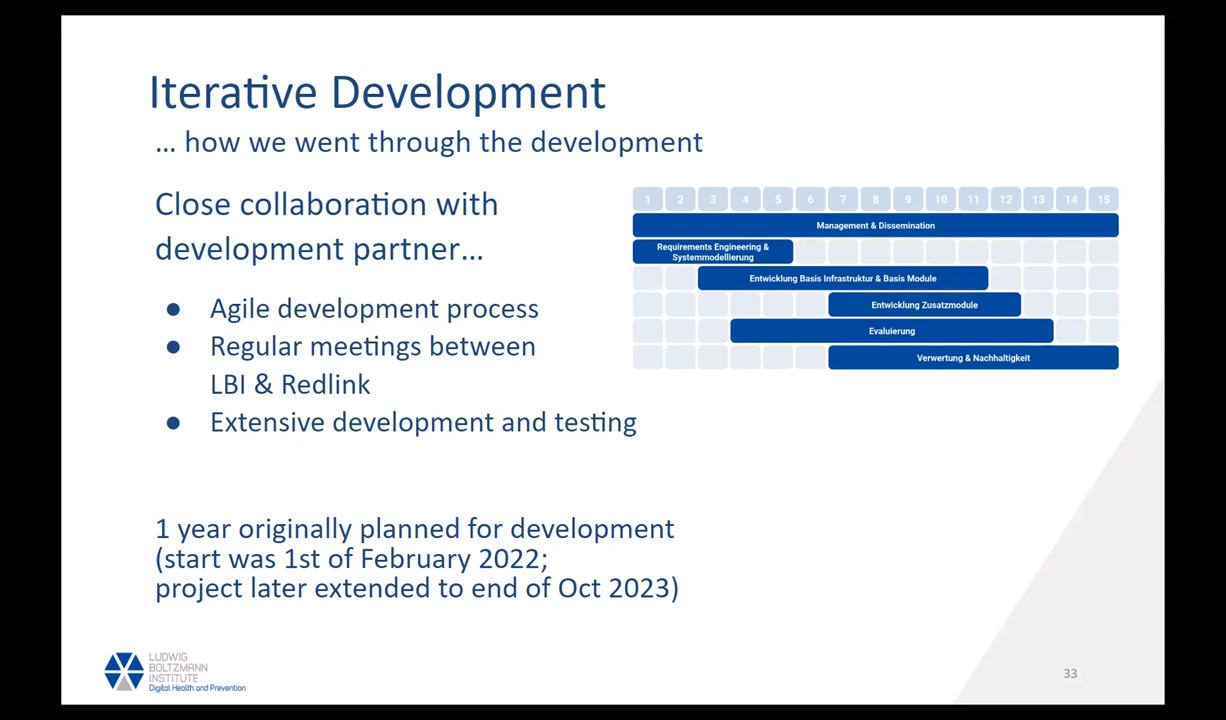 Iterative Development
... how we went through the development
Close collaboration with
development partner...
● Agile development process
● Regular meetings between
LBI & Redlink
● Extensive development and testing
1 2 3 4 5 6 7 8 9 10 11 12 13 14 15
Management & Dissemination
Requirements Engineering &
Systemmodellierung
Entwicklung Basis Infrastruktur & Basis Module
Entwicklung Zusatzmodule
Evaluierung
Verwertung & Nachhaltigkeit
1 year originally planned for development
(start was 1st of February 2022;
project later extended to end of Oct 2023)
LUDWIG
BOLTZMANN
INSTITUTE
Digital Health and Prevention
33